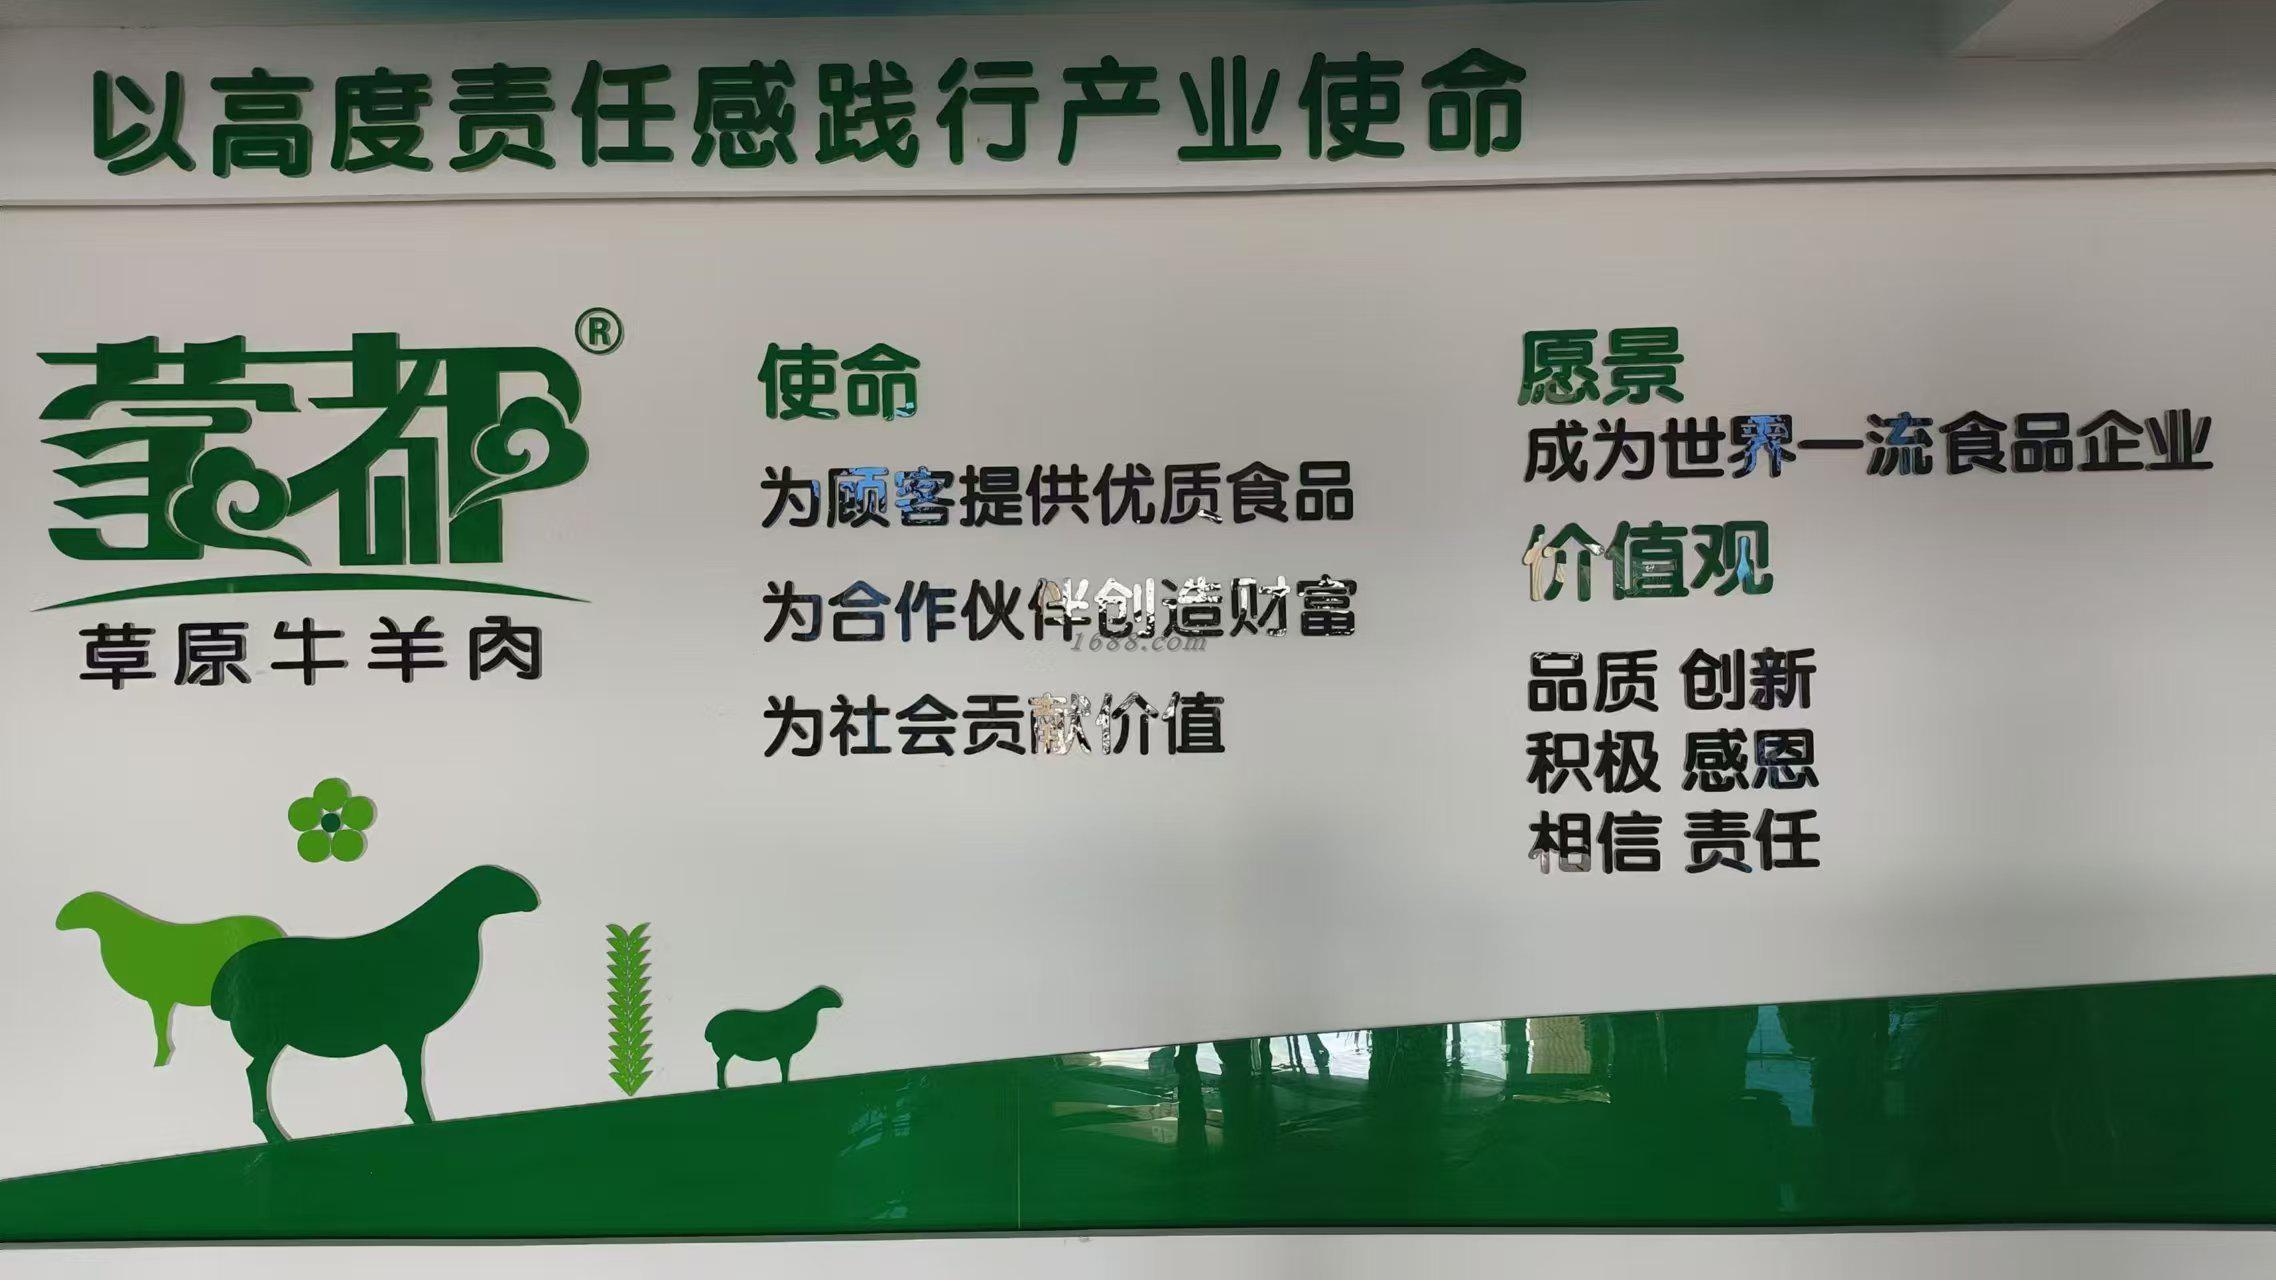 以高度责任感践行产业使命
蒙都®
草原牛羊肉
使命
为顾客提供优质食品
为合作伙伴创造财富
1688.com
为社会贡献价值
愿景
成为世界一流食品企业
价值观
品质 创新
积极 感恩
相信 责任